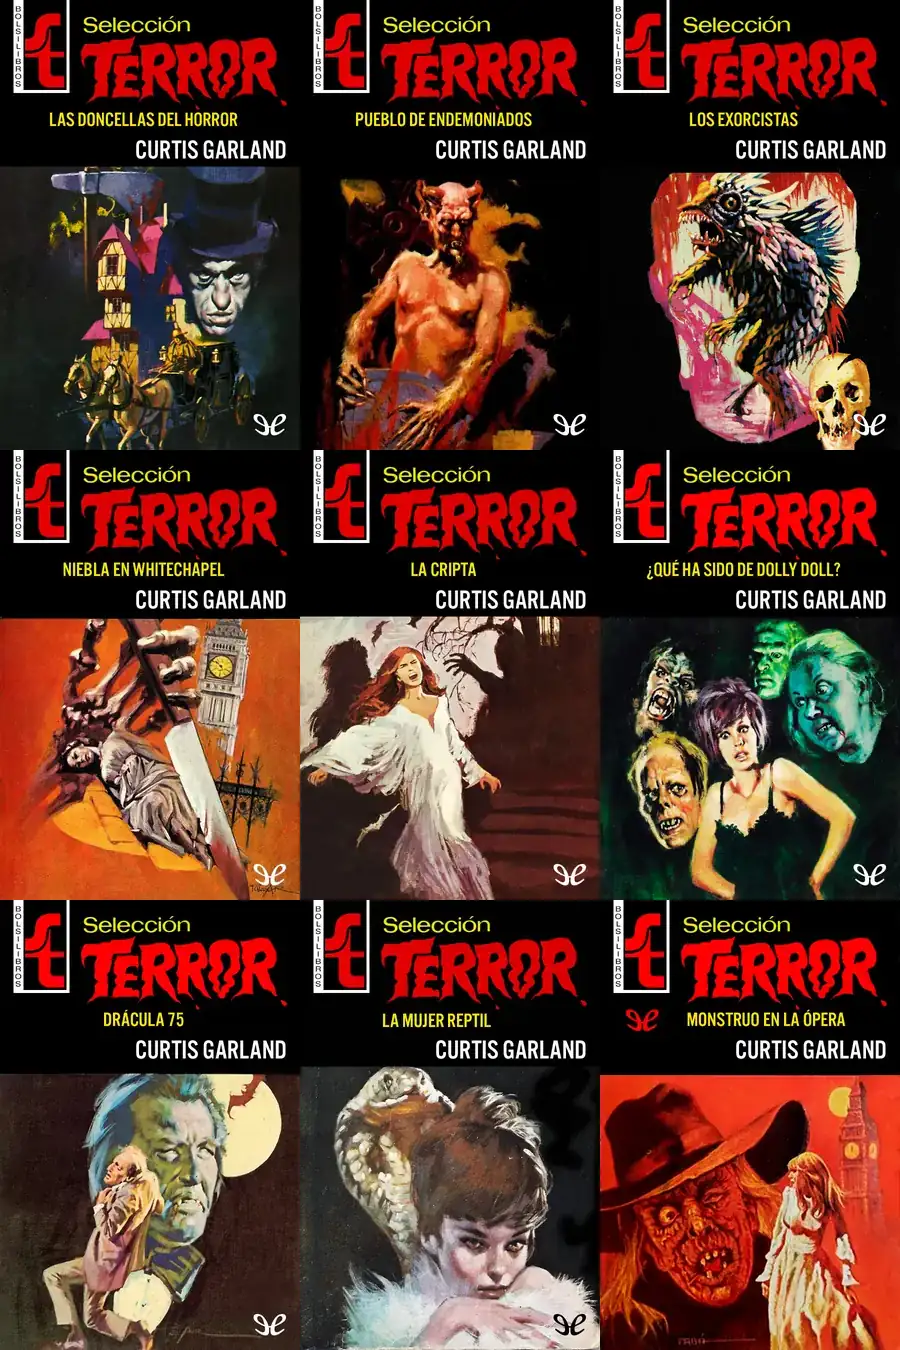 BOLSILIBROS
Selección
TERROR
LAS DONCELLAS DEL HORROR
CURTIS GARLAND
BOLSILIBROS
Selección
TERROR
PUEBLO DE ENDEMONIADOS
CURTIS GARLAND
BOLSILIBROS
Selección
TERROR
LOS EXORCISTAS
CURTIS GARLAND
BOLSILIBROS
Selección
TERROR
NIEBLA EN WHITECHAPEL
CURTIS GARLAND
BOLSILIBROS
Selección
TERROR
LA CRIPTA
CURTIS GARLAND
BOLSILIBROS
Selección
TERROR
¿QUÉ HA SIDO DE DOLLY DOLL?
CURTIS GARLAND
BOLSILIBROS
Selección
TERROR
DRÁCULA 75
CURTIS GARLAND
BOLSILIBROS
Selección
TERROR
LA MUJER REPTIL
CURTIS GARLAND
BOLSILIBROS
Selección
TERROR
MONSTRUO EN LA ÓPERA
CURTIS GARLAND